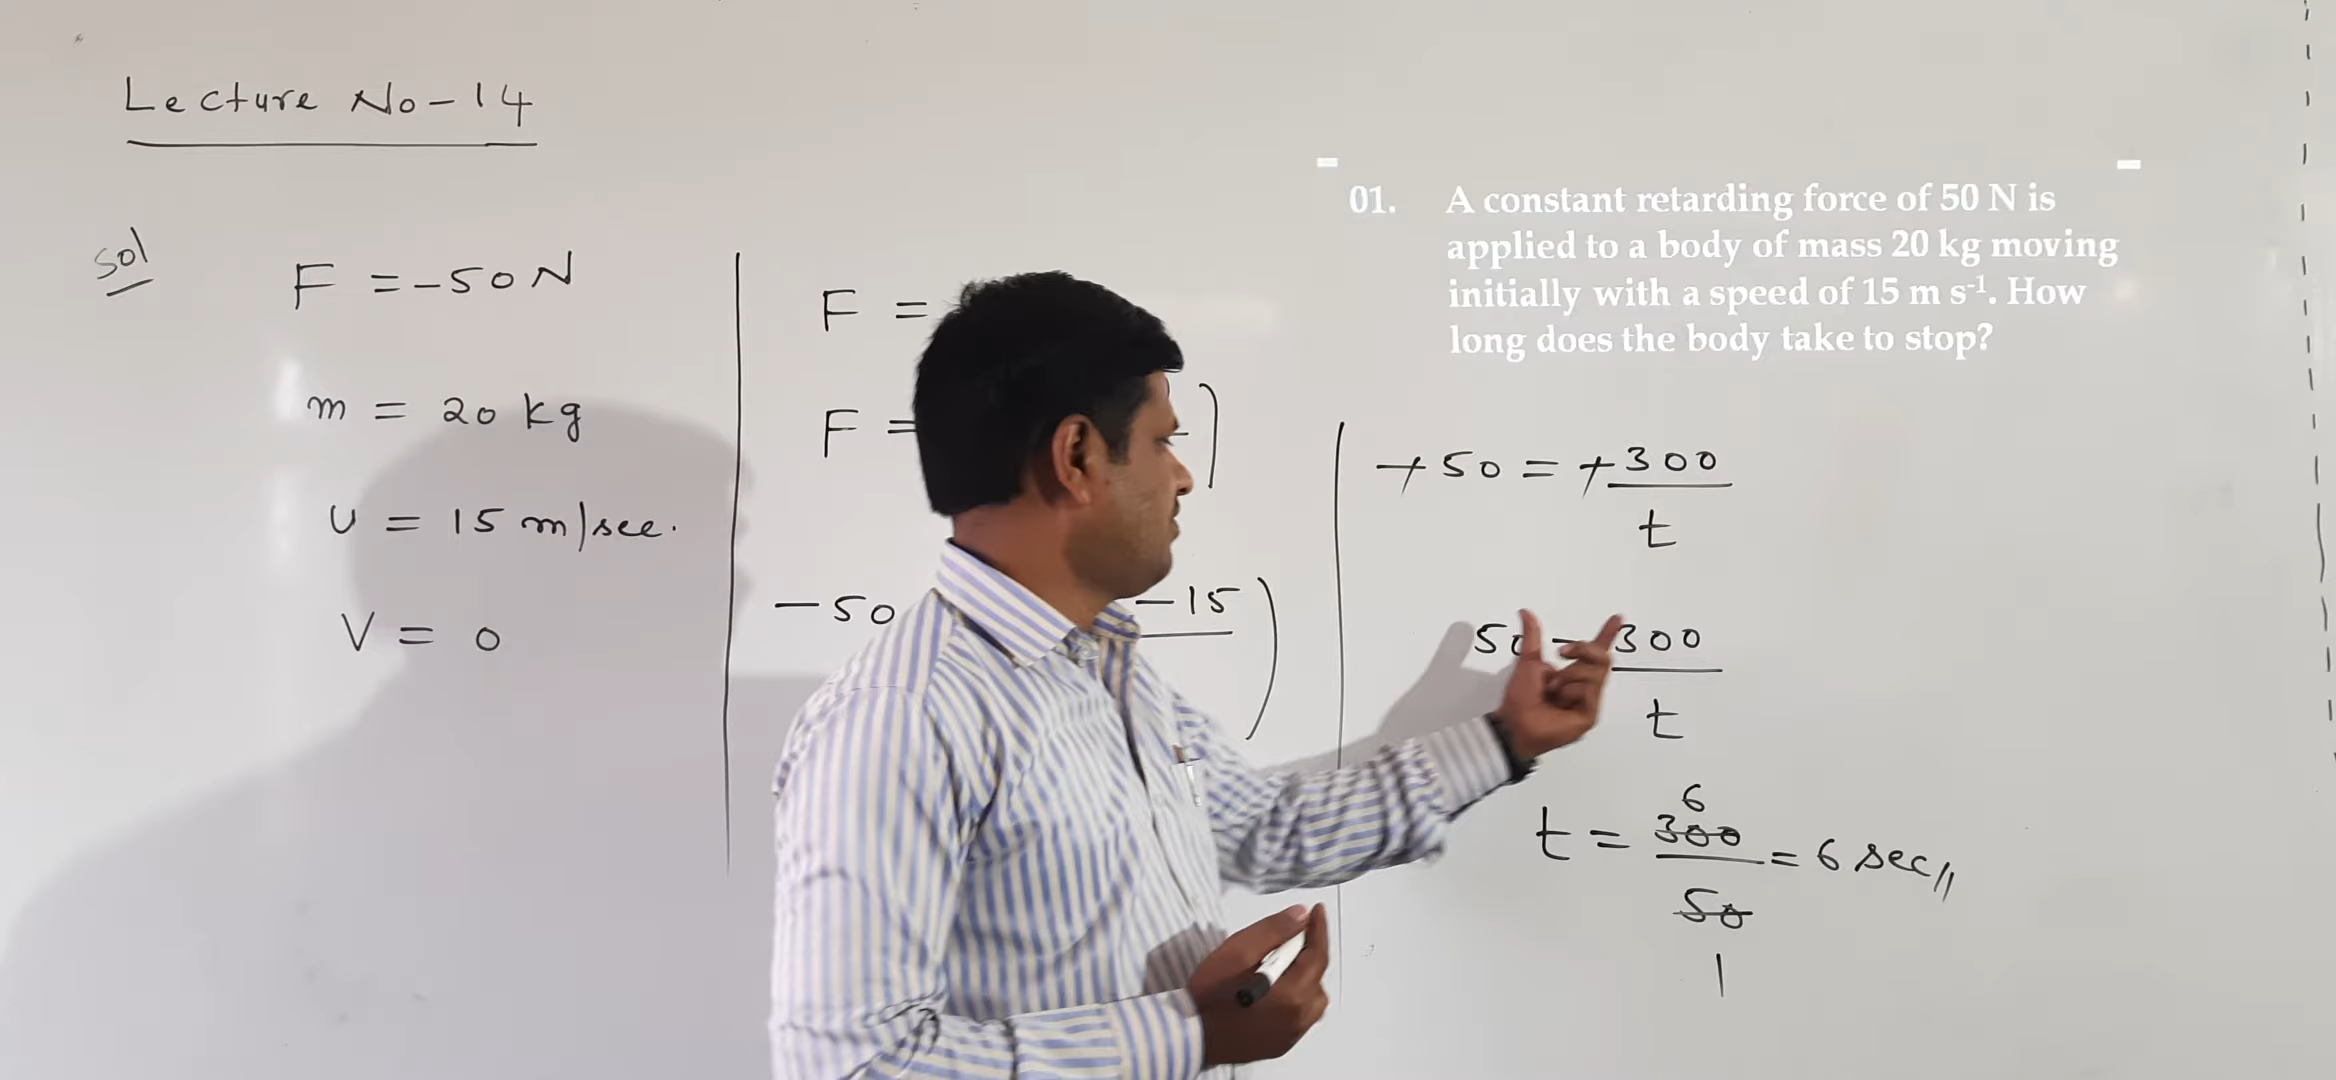 Lecture No-14
01. A constant retarding force of 50 N is
applied to a body of mass 20 kg moving
initially with a speed of 15 m s⁻¹. How
long does the body take to stop?
Sol
F = -50 N
m = 20 kg
U = 15 m/sec.
V = 0
F =
F = )
-50 -15 )
+50 = +300/t
50 = 300/t
6
t = 300/50 = 6 sec//
1